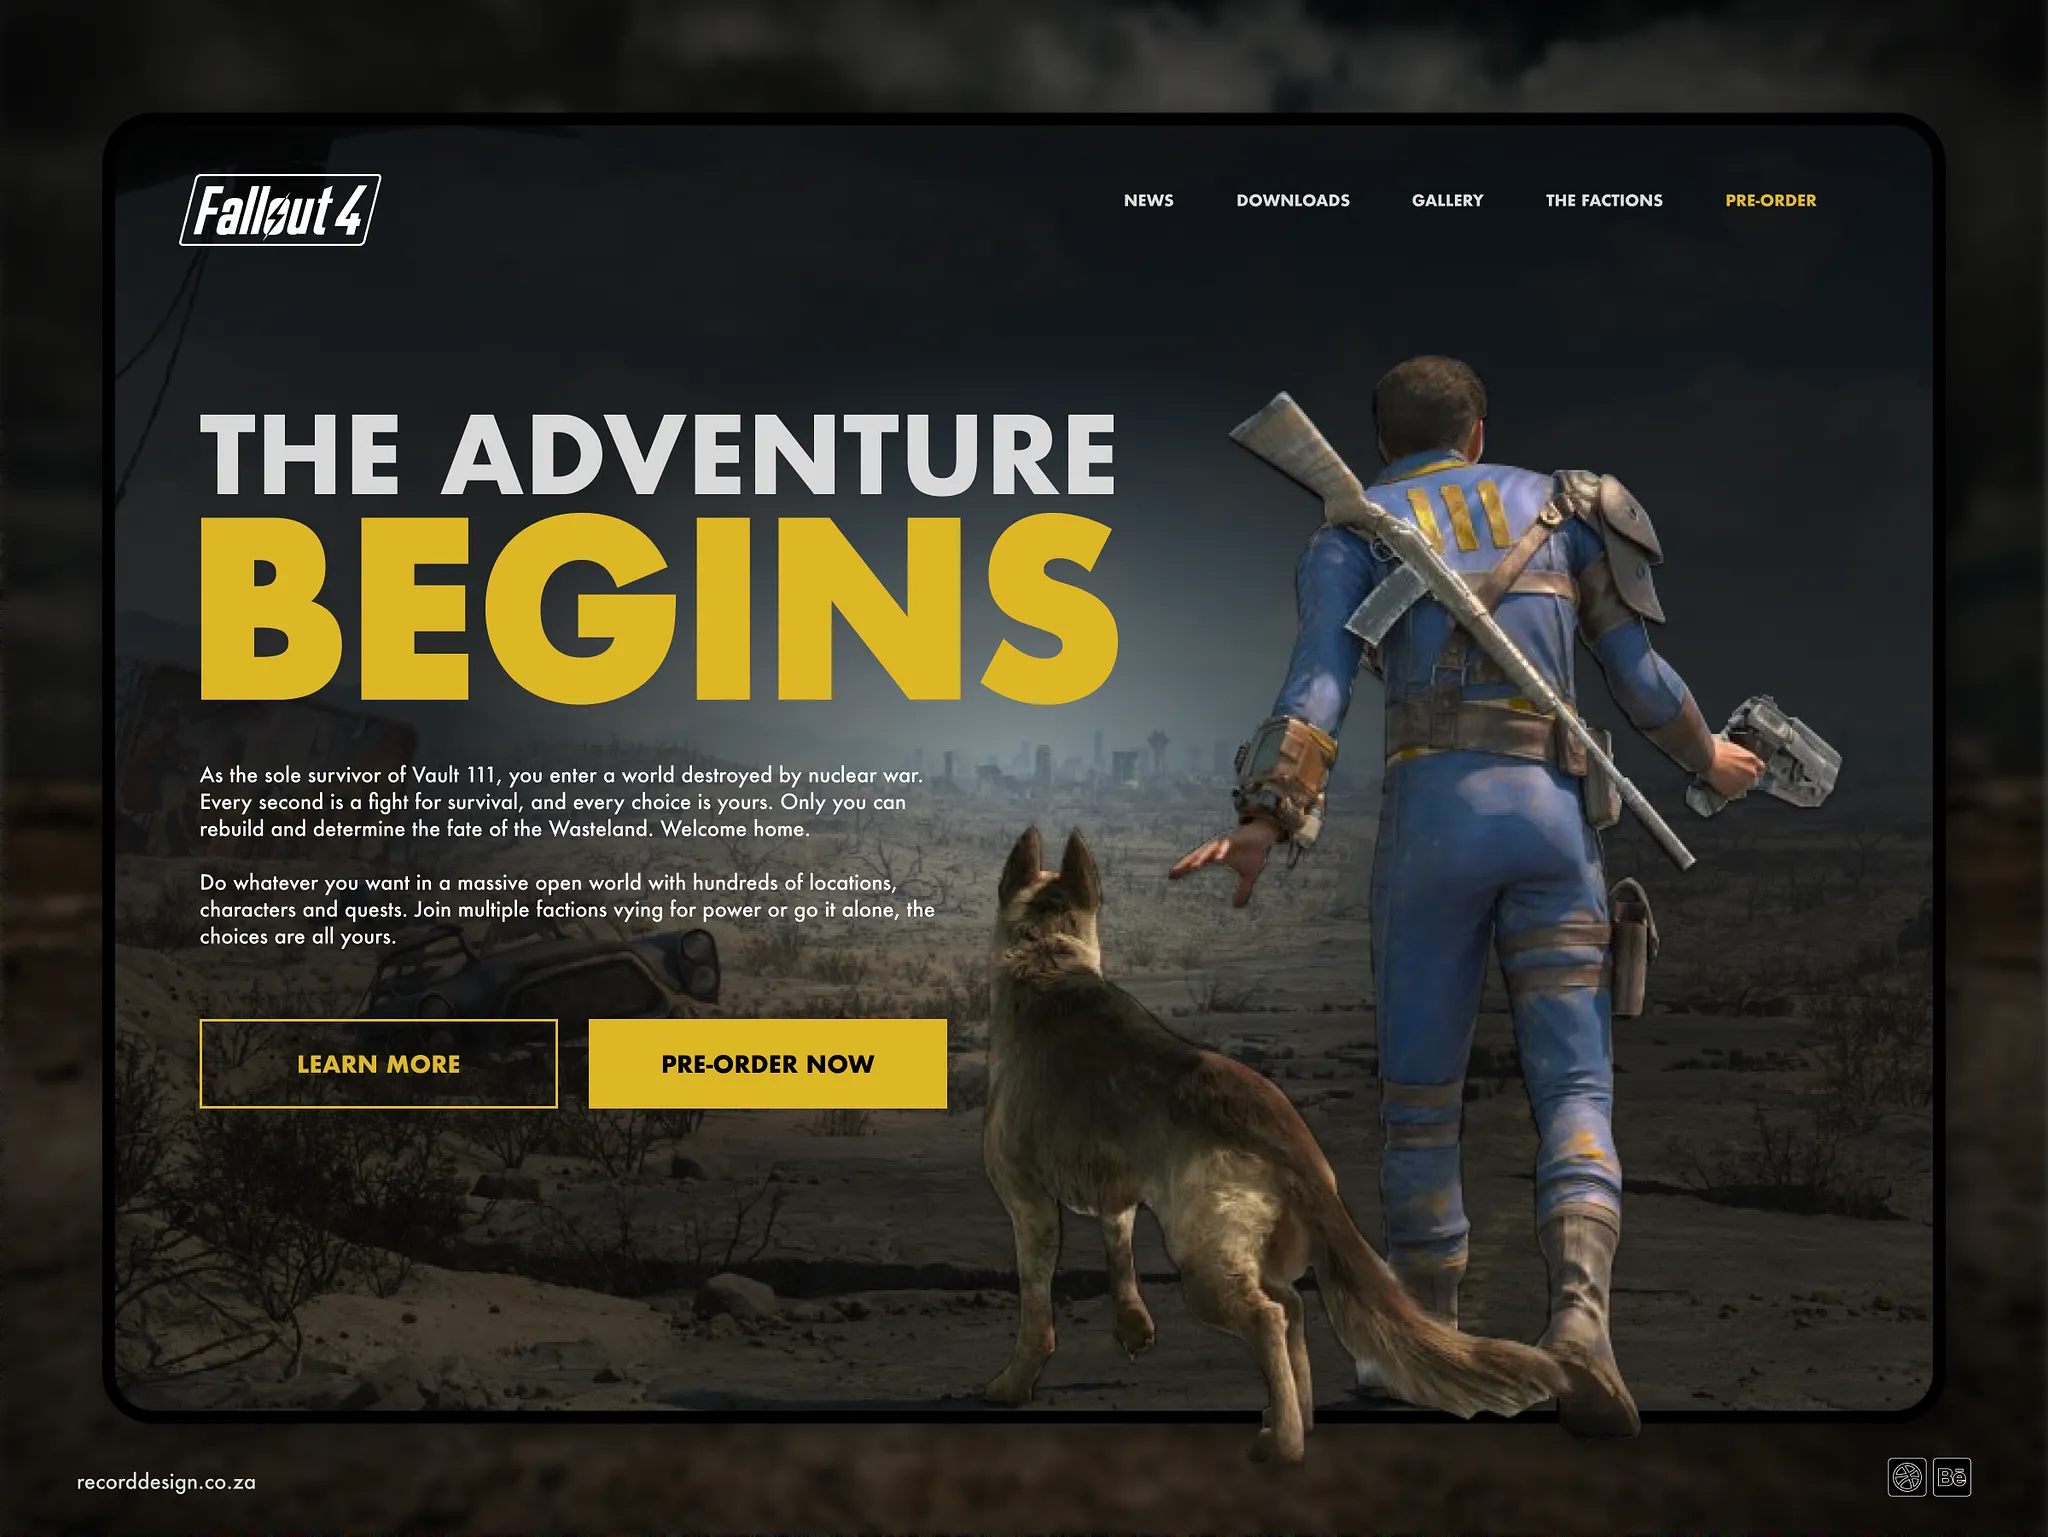 Fallout 4
NEWS
DOWNLOADS
GALLERY
THE FACTIONS
PRE-ORDER
THE ADVENTURE
BEGINS
111
As the sole survivor of Vault 111, you enter a world destroyed by nuclear war.
Every second is a fight for survival, and every choice is yours. Only you can
rebuild and determine the fate of the Wasteland. Welcome home.
Do whatever you want in a massive open world with hundreds of locations,
characters and quests. Join multiple factions vying for power or go it alone, the
choices are all yours.
LEARN MORE
PRE-ORDER NOW
recorddesign.co.za
Bē